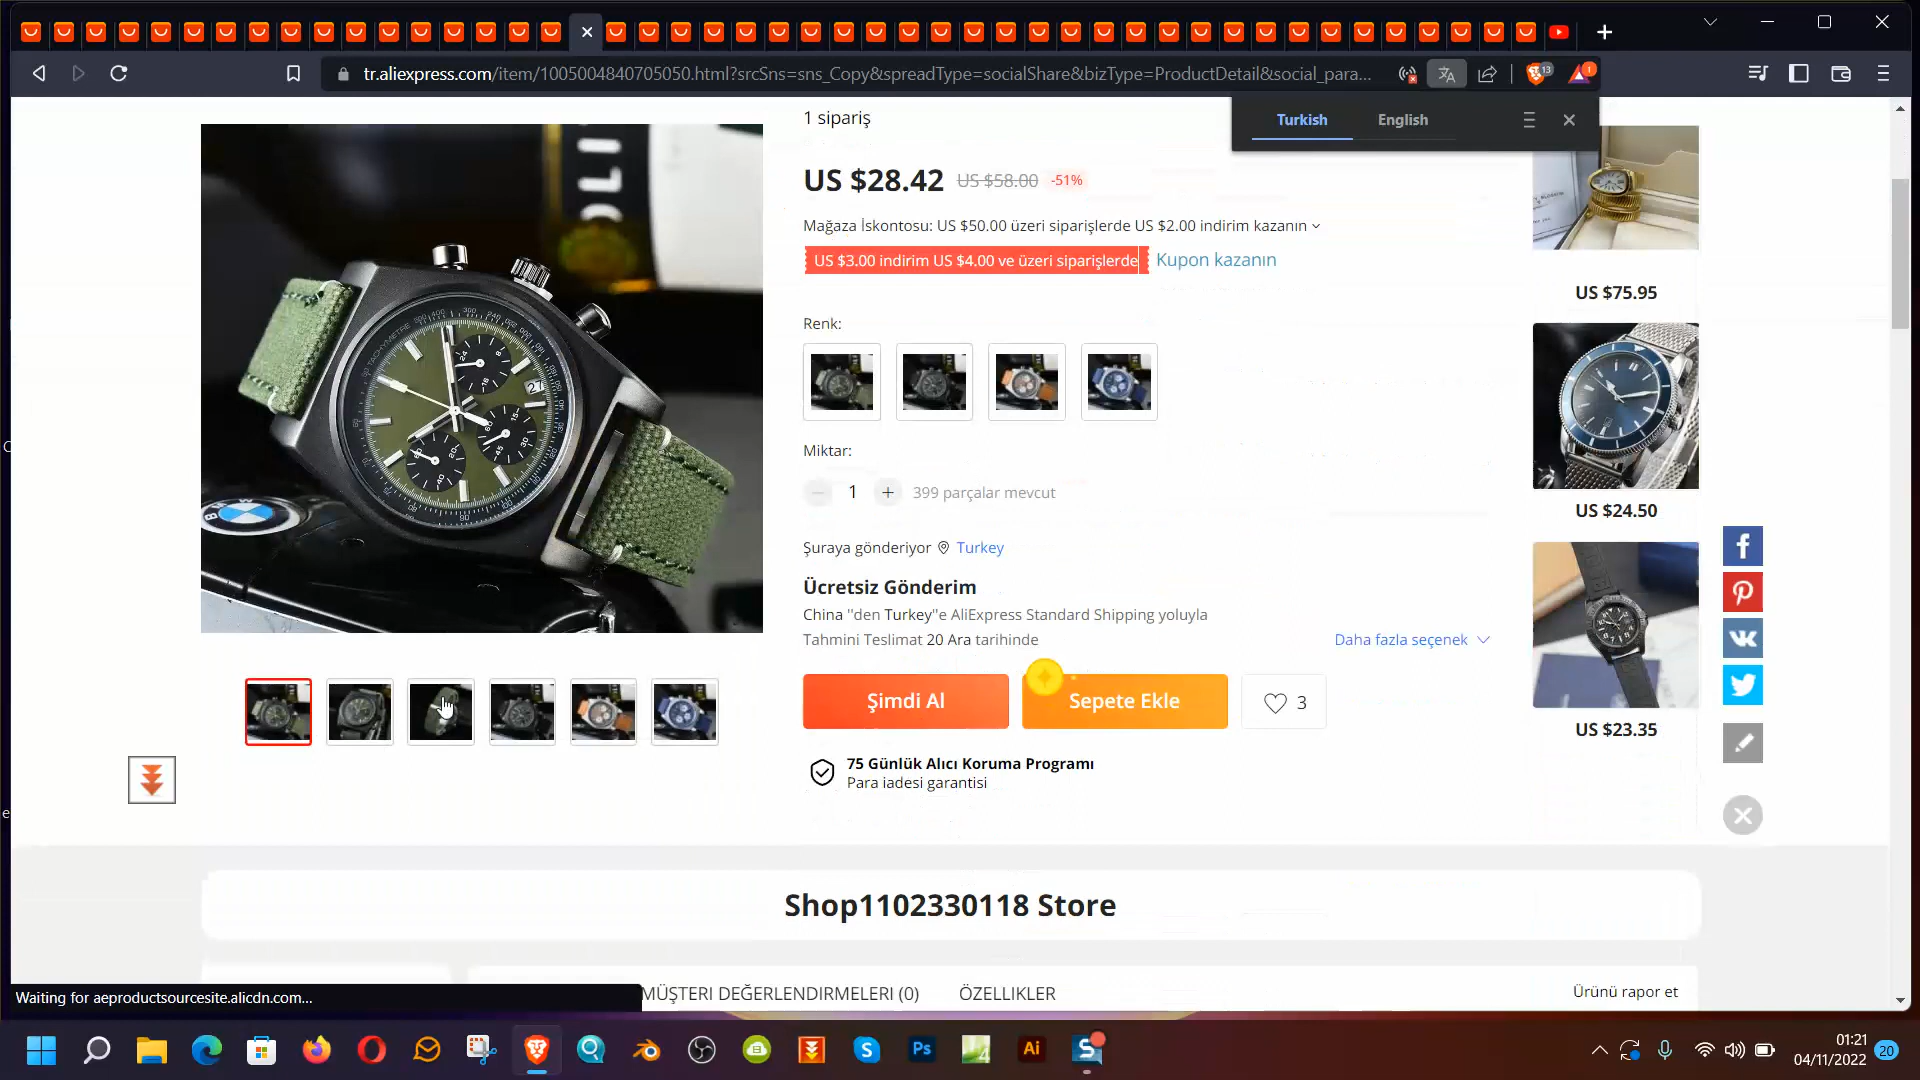 tr.aliexpress.com/item/1005004840705050.html?srcSns=sns_Copy&spreadType=socialShare&bizType=ProductDetail&social_para...
13
1
Turkish
English
1 sipariş
US $28.42
US $58.00
-51%
Mağaza İskontosu: US $50.00 üzeri siparişlerde US $2.00 indirim kazanın
US $3.00 indirim US $4.00 ve üzeri siparişlerde
Kupon kazanın
Renk:
Miktar:
1
399 parçalar mevcut
Şuraya gönderiyor
Turkey
Ücretsiz Gönderim
China ''den Turkey''e AliExpress Standard Shipping yoluyla
Tahmini Teslimat 20 Ara tarihinde
Daha fazla seçenek
Şimdi Al
Sepete Ekle
3
75 Günlük Alıcı Koruma Programı
Para iadesi garantisi
TACHYMETRE
27
US $75.95
US $24.50
US $23.35
Shop1102330118 Store
MÜŞTERI DEĞERLENDIRMELERI (0)
ÖZELLIKLER
Ürünü rapor et
Waiting for aeproductsourcesite.alicdn.com...
Ps
Ai
01:21
04/11/2022
20